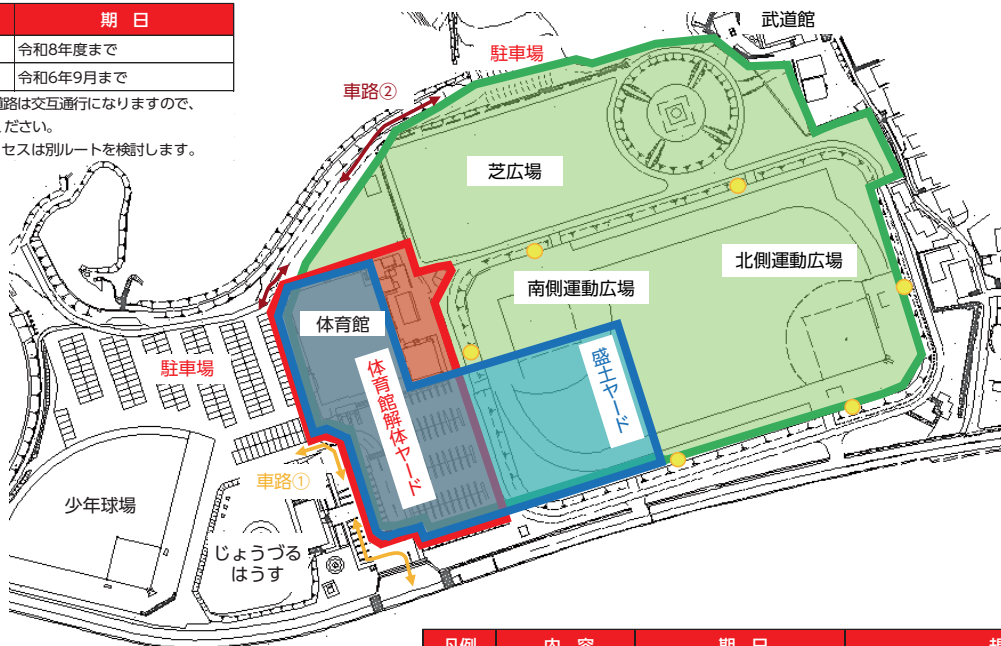 期 日
令和8年度まで
令和6年9月まで
道路は交互通行になりますので、
ください。
セスは別ルートを検討します。
武道館
駐車場
車路②
芝広場
北側運動広場
南側運動広場
体育館
盛土ヤード
駐車場
体育館解体ヤード
車路①
少年球場
じょうづる
はうす
凡例
内 容
期 日